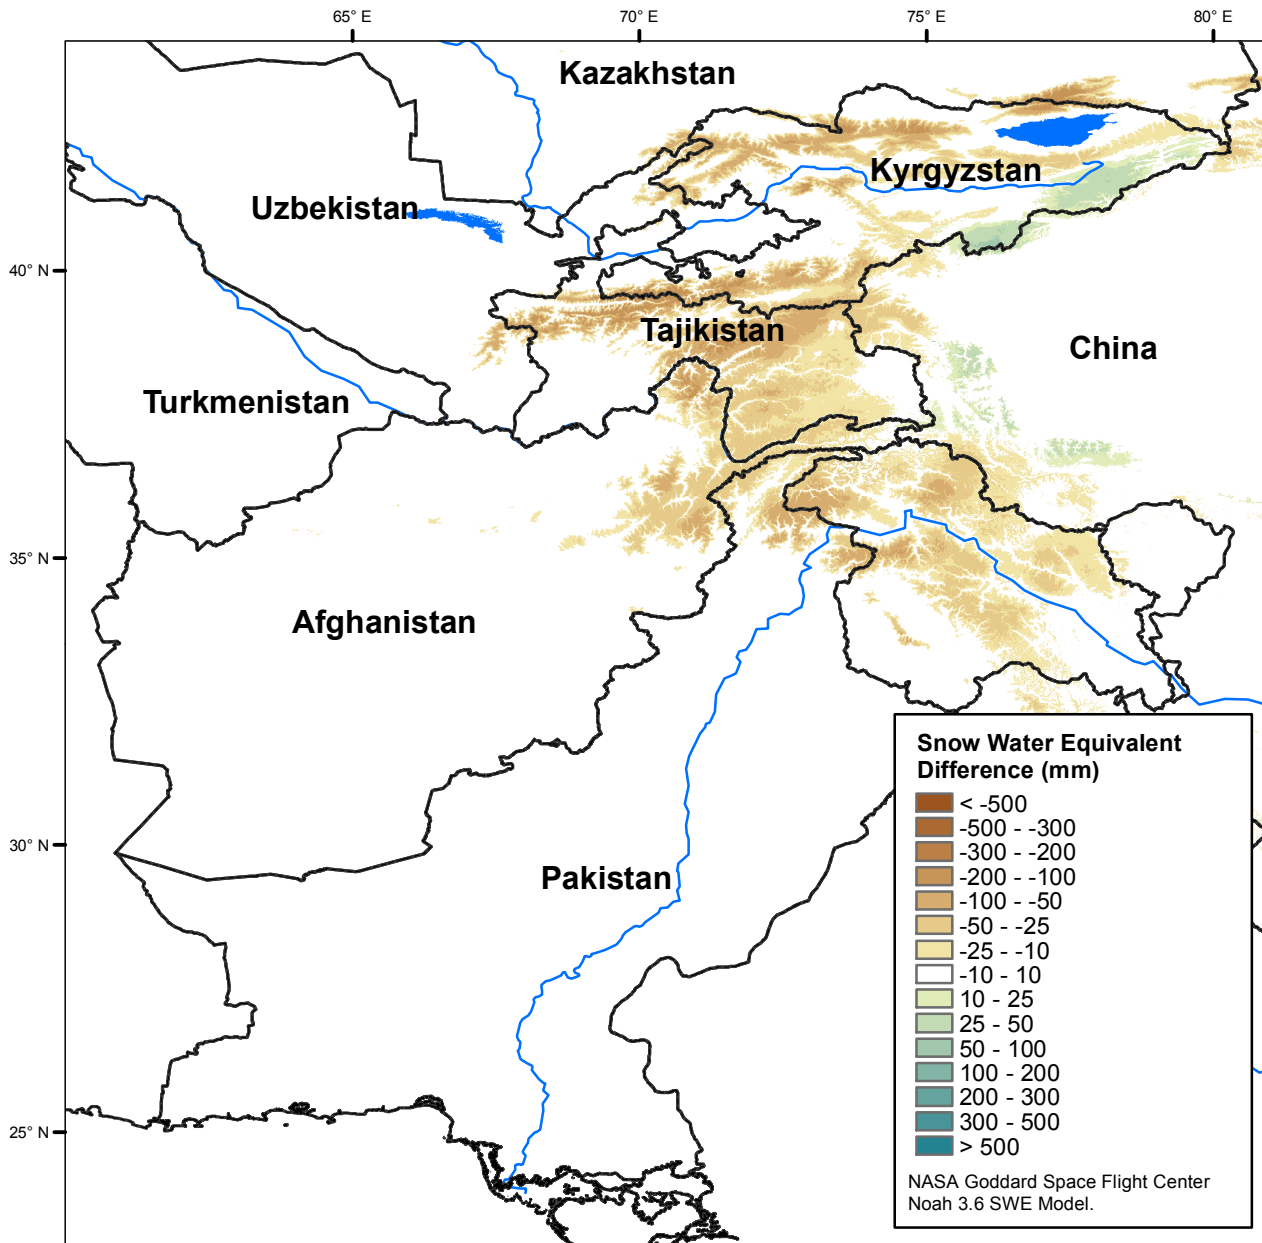 65° E
70° E
75° E
80° E
Kazakhstan
Kyrgyzstan
Uzbekistan
40° N
Tajikistan
China
Turkmenistan
35° N
Afghanistan
30° N
Pakistan
25° N
Snow Water Equivalent
Difference (mm)
< -500
-500 - -300
-300 - -200
-200 - -100
-100 - -50
-50 - -25
-25 - -10
-10 - 10
10 - 25
25 - 50
50 - 100
100 - 200
200 - 300
300 - 500
> 500
NASA Goddard Space Flight Center
Noah 3.6 SWE Model.